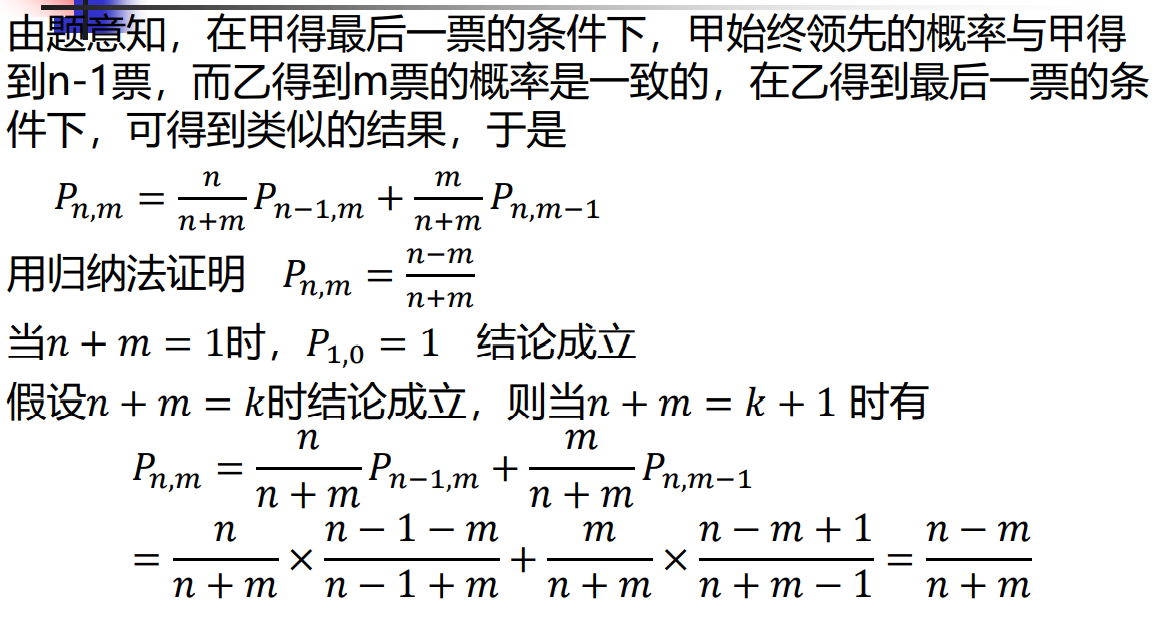 由题意知，在甲得最后一票的条件下，甲始终领先的概率与甲得
到n-1票，而乙得到m票的概率是一致的，在乙得到最后一票的条
件下，可得到类似的结果，于是
$P_{n,m} = \frac{n}{n+m} P_{n-1,m} + \frac{m}{n+m} P_{n,m-1}$
用归纳法证明 $P_{n,m} = \frac{n-m}{n+m}$
当$n + m = 1$时，$P_{1,0} = 1$ 结论成立
假设$n + m = k$时结论成立，则当$n + m = k + 1$ 时有
$P_{n,m} = \frac{n}{n+m} P_{n-1,m} + \frac{m}{n+m} P_{n,m-1}$
$= \frac{n}{n+m} \times \frac{n-1-m}{n-1+m} + \frac{m}{n+m} \times \frac{n-m+1}{n+m-1} = \frac{n-m}{n+m}$